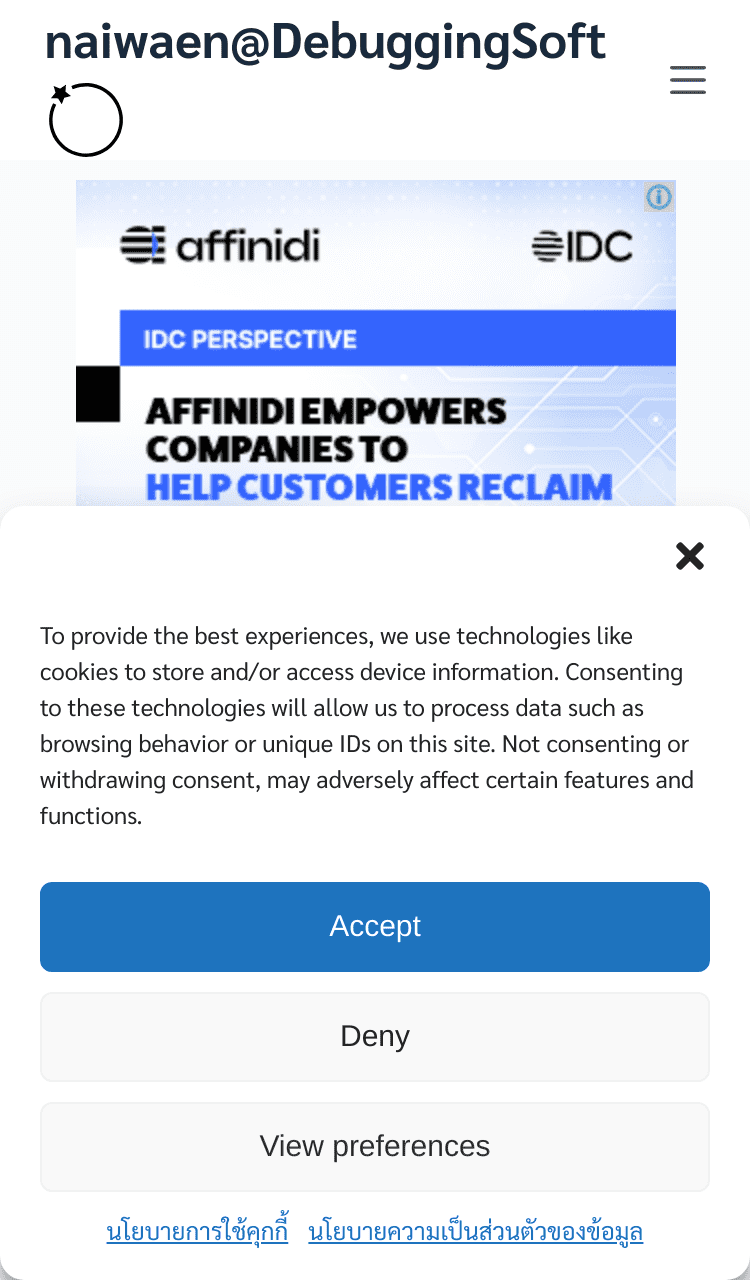 naiwaen@DebuggingSoft
affinidi
IDC
IDC PERSPECTIVE
AFFINIDI EMPOWERS
COMPANIES TO
HELP CUSTOMERS RECLAIM
To provide the best experiences, we use technologies like
cookies to store and/or access device information. Consenting
to these technologies will allow us to process data such as
browsing behavior or unique IDs on this site. Not consenting or
withdrawing consent, may adversely affect certain features and
functions.
Accept
Deny
View preferences
นโยบายการใช้คุกกี้ นโยบายความเป็นส่วนตัวของข้อมูล